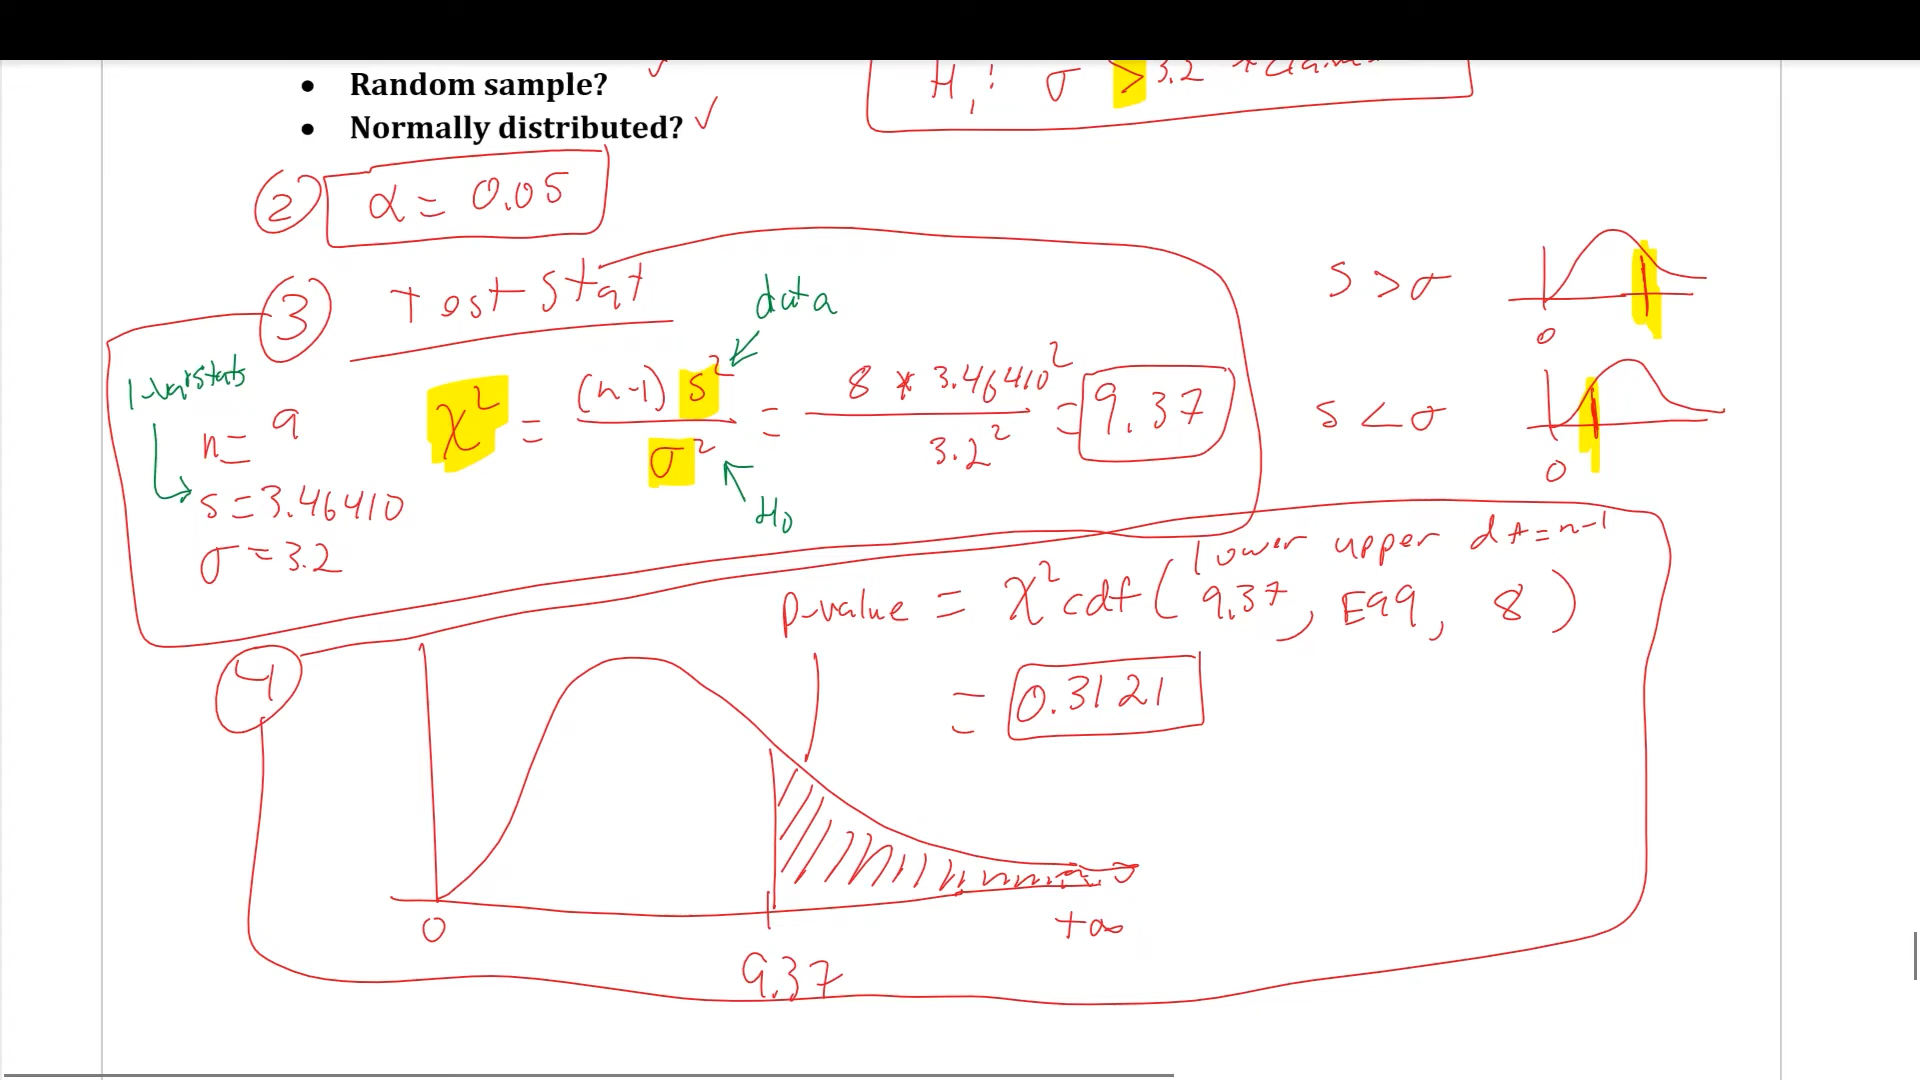 • Random sample? ✓
H₁: σ > 3.2 *claim
• Normally distributed? ✓
② α = 0.05
③ test stat
data
1-varstats
n = 9
s = 3.46410
σ = 3.2
χ² = (n-1) s² / σ² = 8 * 3.46410² / 3.2² = 9.37
H₀
s > σ
0
s < σ
0
lower upper df = n-1
p-value = χ²cdf( 9.37, E99, 8 )
= 0.3121
④
0
9.37
+∞